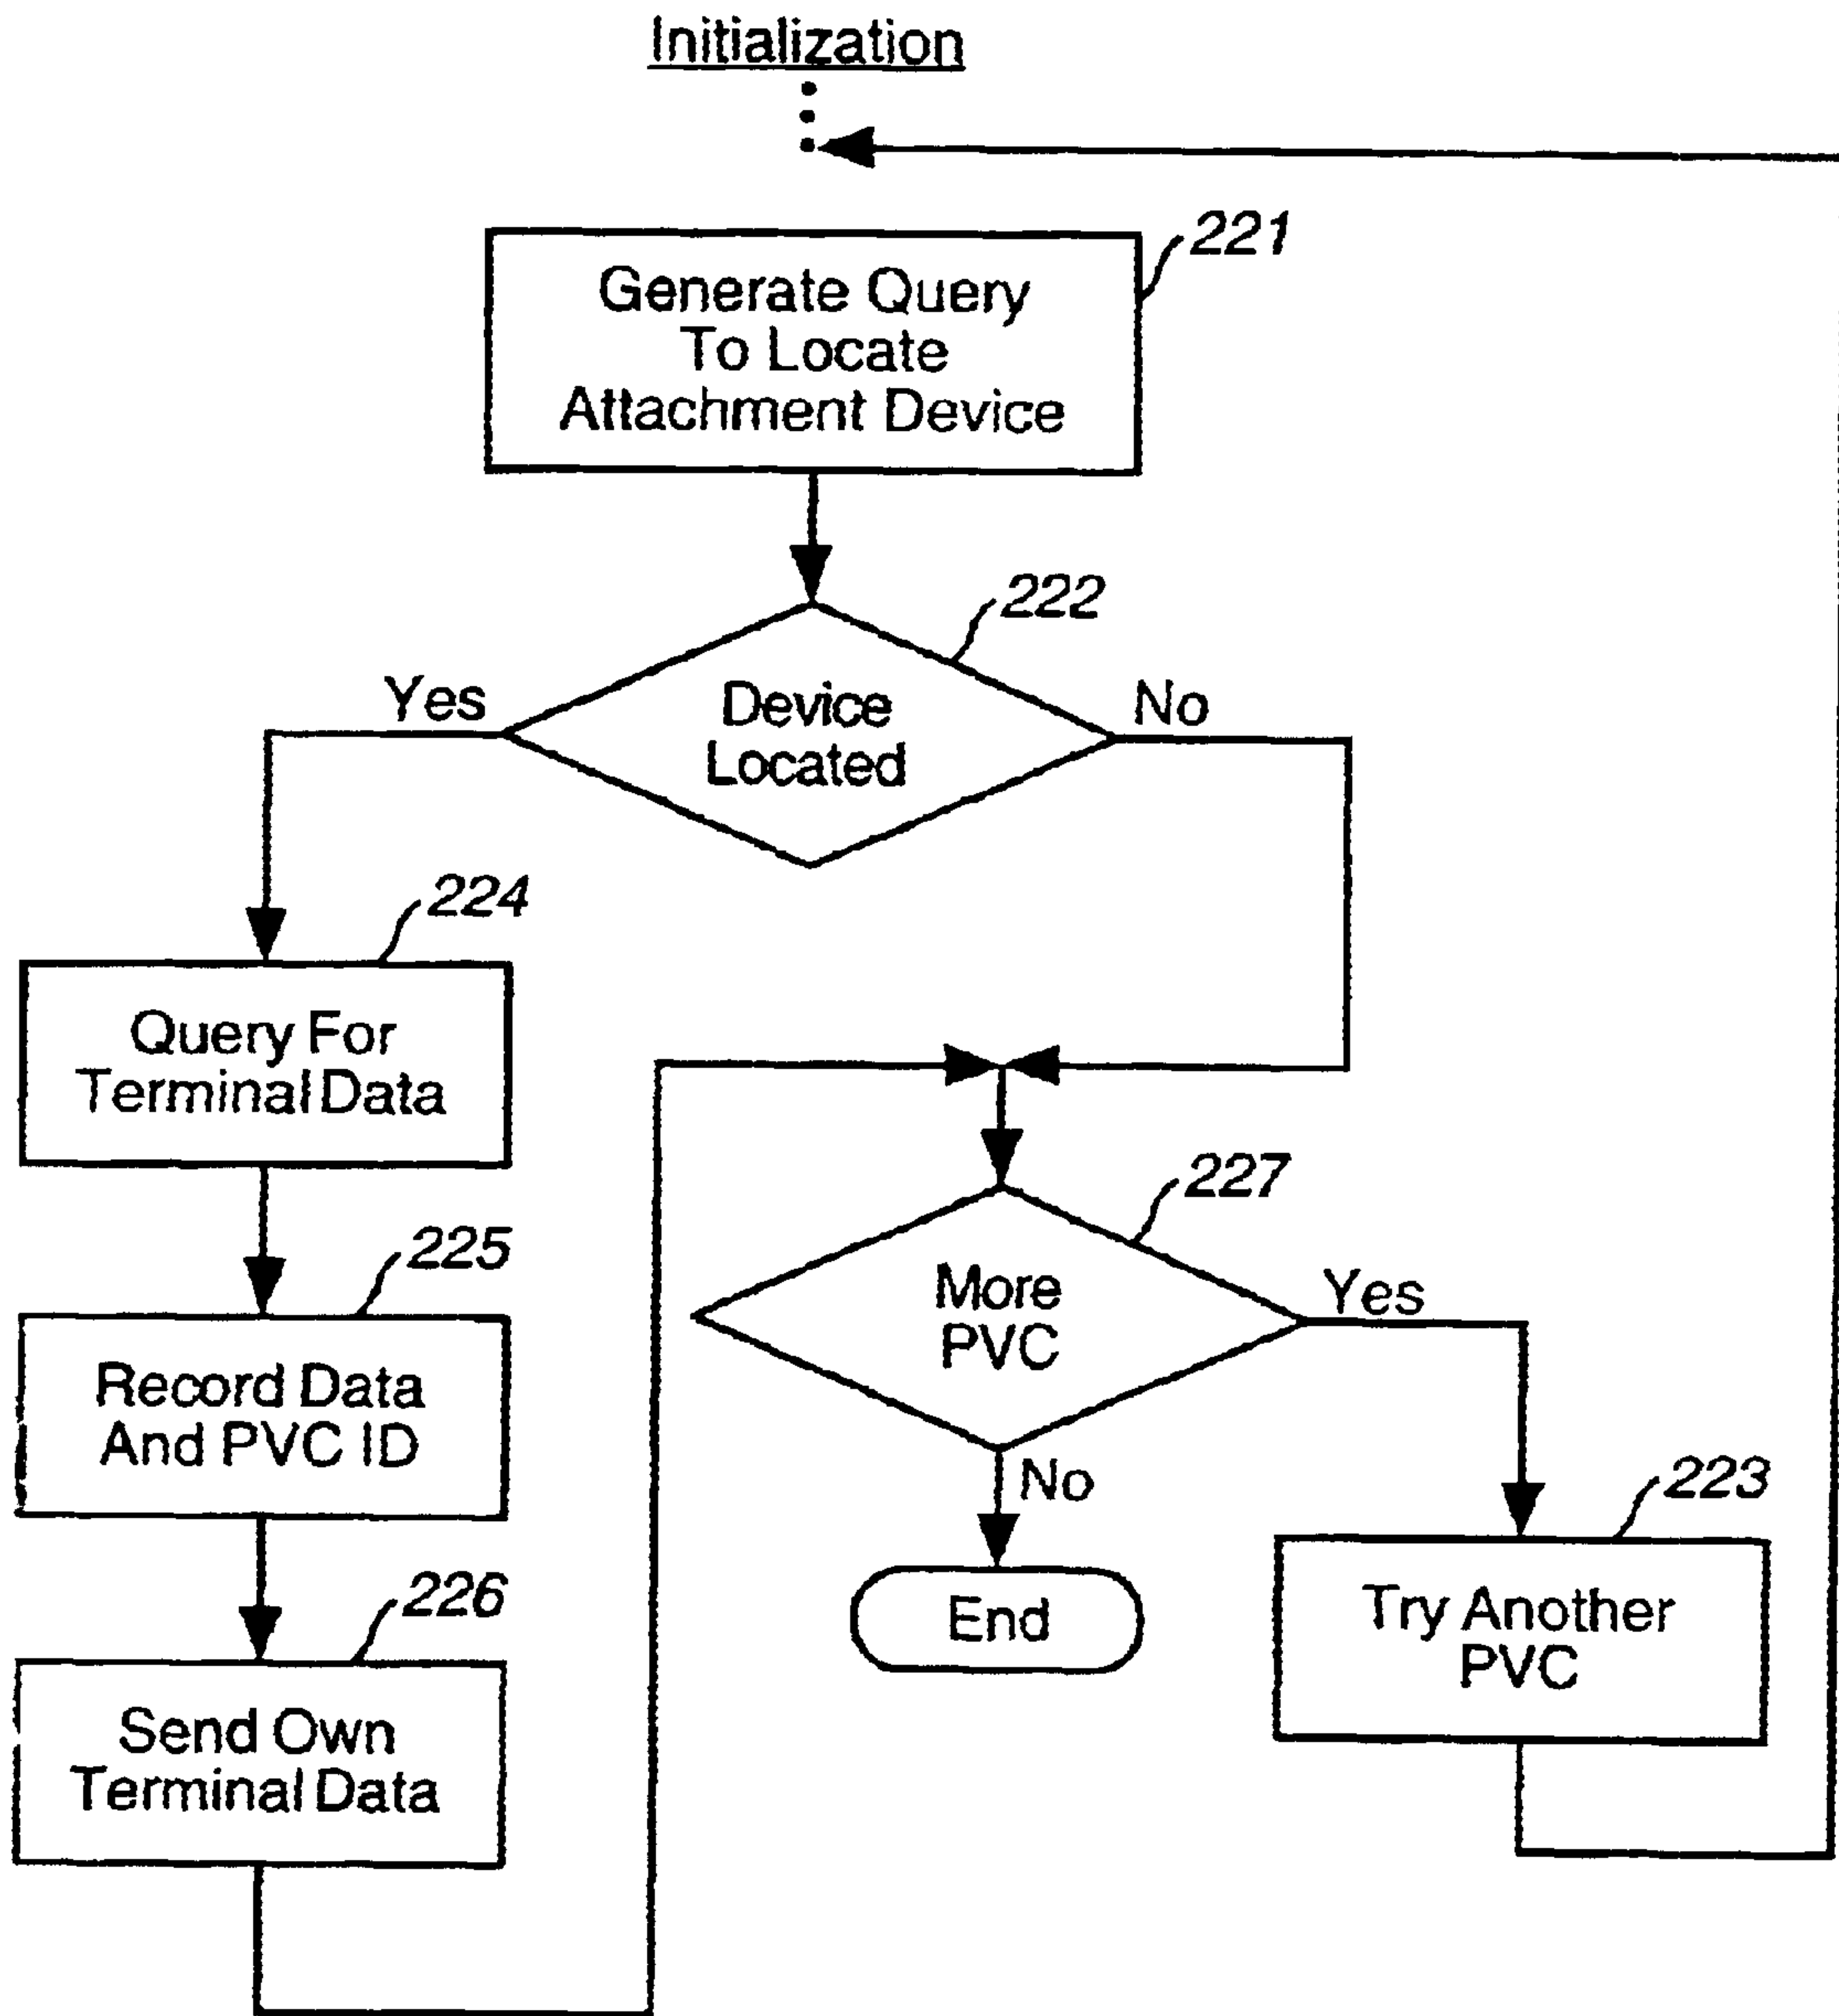 Initialization
221
Generate Query
To Locate
Attachment Device
222
Yes
Device
Located
No
224
Query For
Terminal Data
225
Record Data
And PVC ID
226
Send Own
Terminal Data
227
More
PVC
Yes
No
End
223
Try Another
PVC